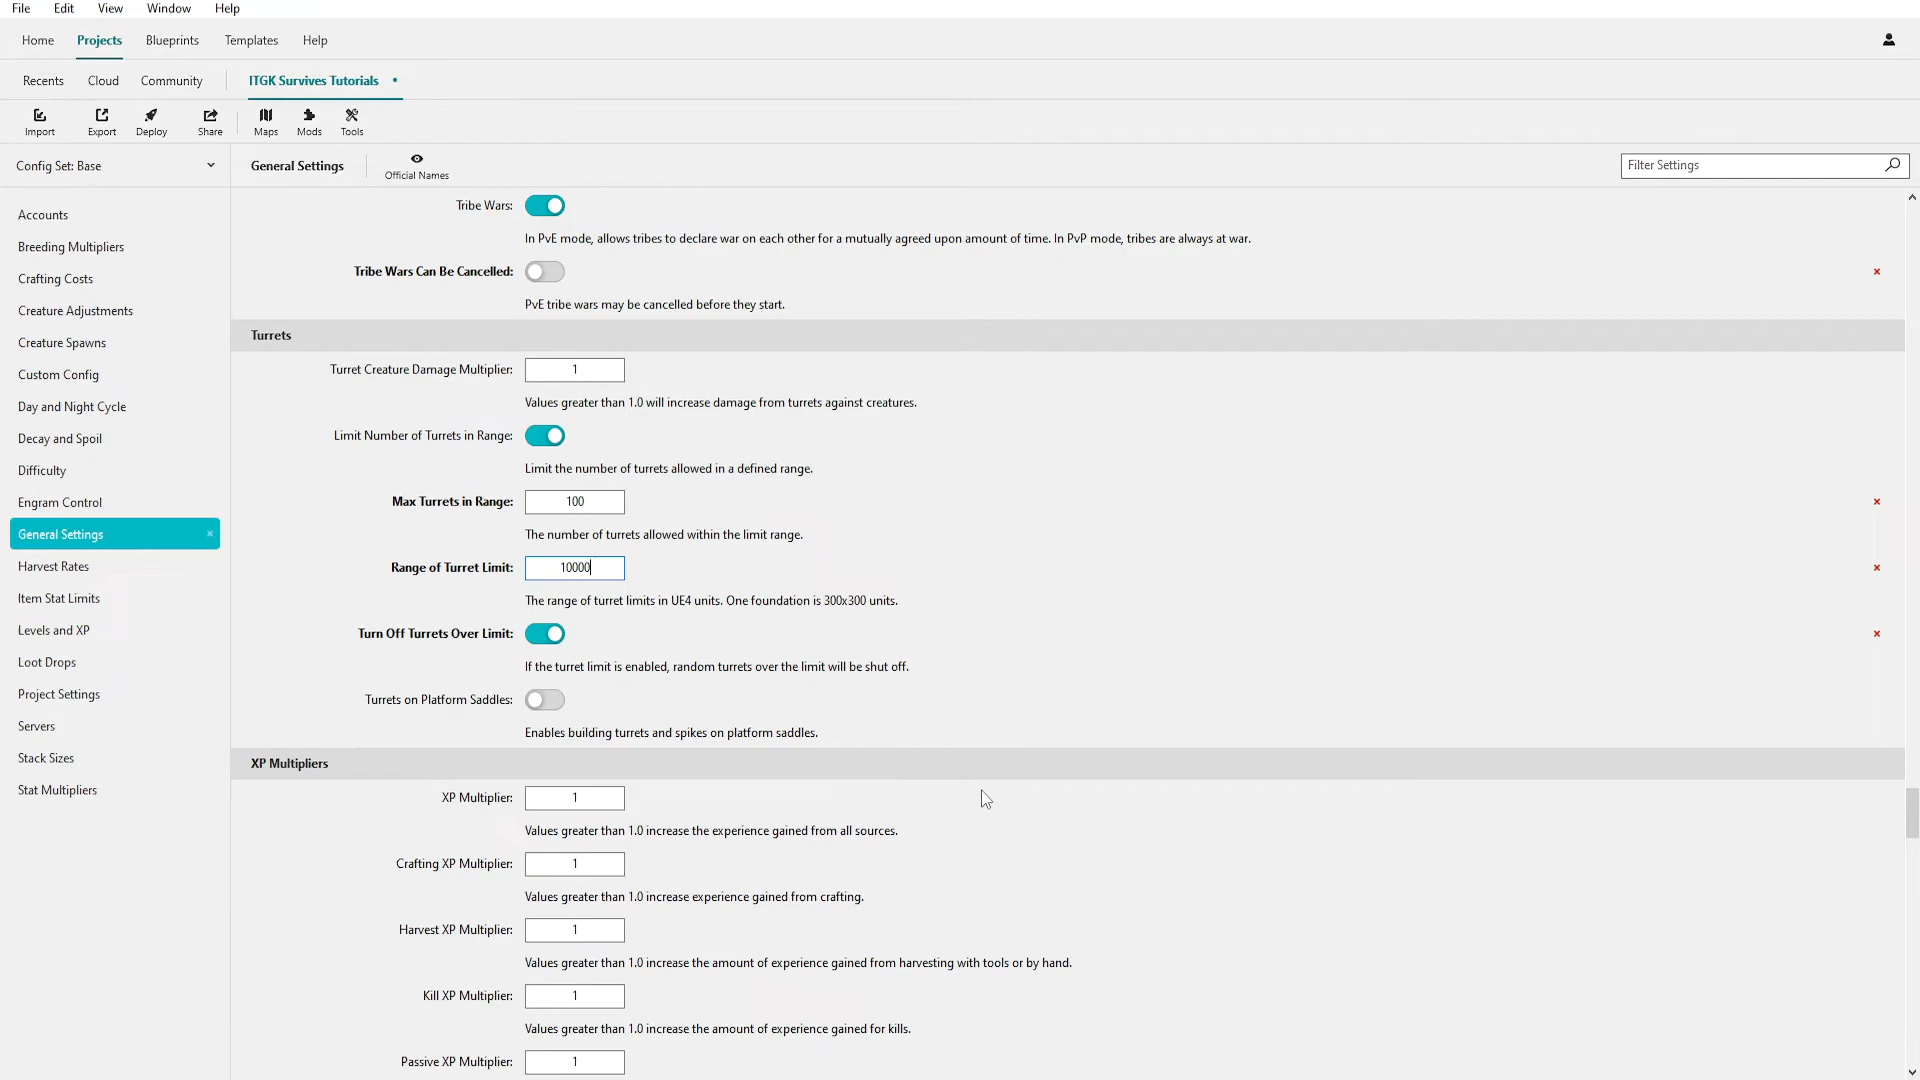 File Edit View Window Help
Home Projects Blueprints Templates Help
Recents Cloud Community ITGK Survives Tutorials •
Import Export Deploy Share Maps Mods Tools
Config Set: Base General Settings Official Names Filter Settings
Accounts
Breeding Multipliers
Crafting Costs
Creature Adjustments
Creature Spawns
Custom Config
Day and Night Cycle
Decay and Spoil
Difficulty
Engram Control
General Settings ×
Harvest Rates
Item Stat Limits
Levels and XP
Loot Drops
Project Settings
Servers
Stack Sizes
Stat Multipliers
Tribe Wars:
In PvE mode, allows tribes to declare war on each other for a mutually agreed upon amount of time. In PvP mode, tribes are always at war.
Tribe Wars Can Be Cancelled: ×
PvE tribe wars may be cancelled before they start.
Turrets
Turret Creature Damage Multiplier: 1
Values greater than 1.0 will increase damage from turrets against creatures.
Limit Number of Turrets in Range:
Limit the number of turrets allowed in a defined range.
Max Turrets in Range: 100 ×
The number of turrets allowed within the limit range.
Range of Turret Limit: 10000 ×
The range of turret limits in UE4 units. One foundation is 300x300 units.
Turn Off Turrets Over Limit: ×
If the turret limit is enabled, random turrets over the limit will be shut off.
Turrets on Platform Saddles:
Enables building turrets and spikes on platform saddles.
XP Multipliers
XP Multiplier: 1
Values greater than 1.0 increase the experience gained from all sources.
Crafting XP Multiplier: 1
Values greater than 1.0 increase experience gained from crafting.
Harvest XP Multiplier: 1
Values greater than 1.0 increase the amount of experience gained from harvesting with tools or by hand.
Kill XP Multiplier: 1
Values greater than 1.0 increase the amount of experience gained for kills.
Passive XP Multiplier: 1